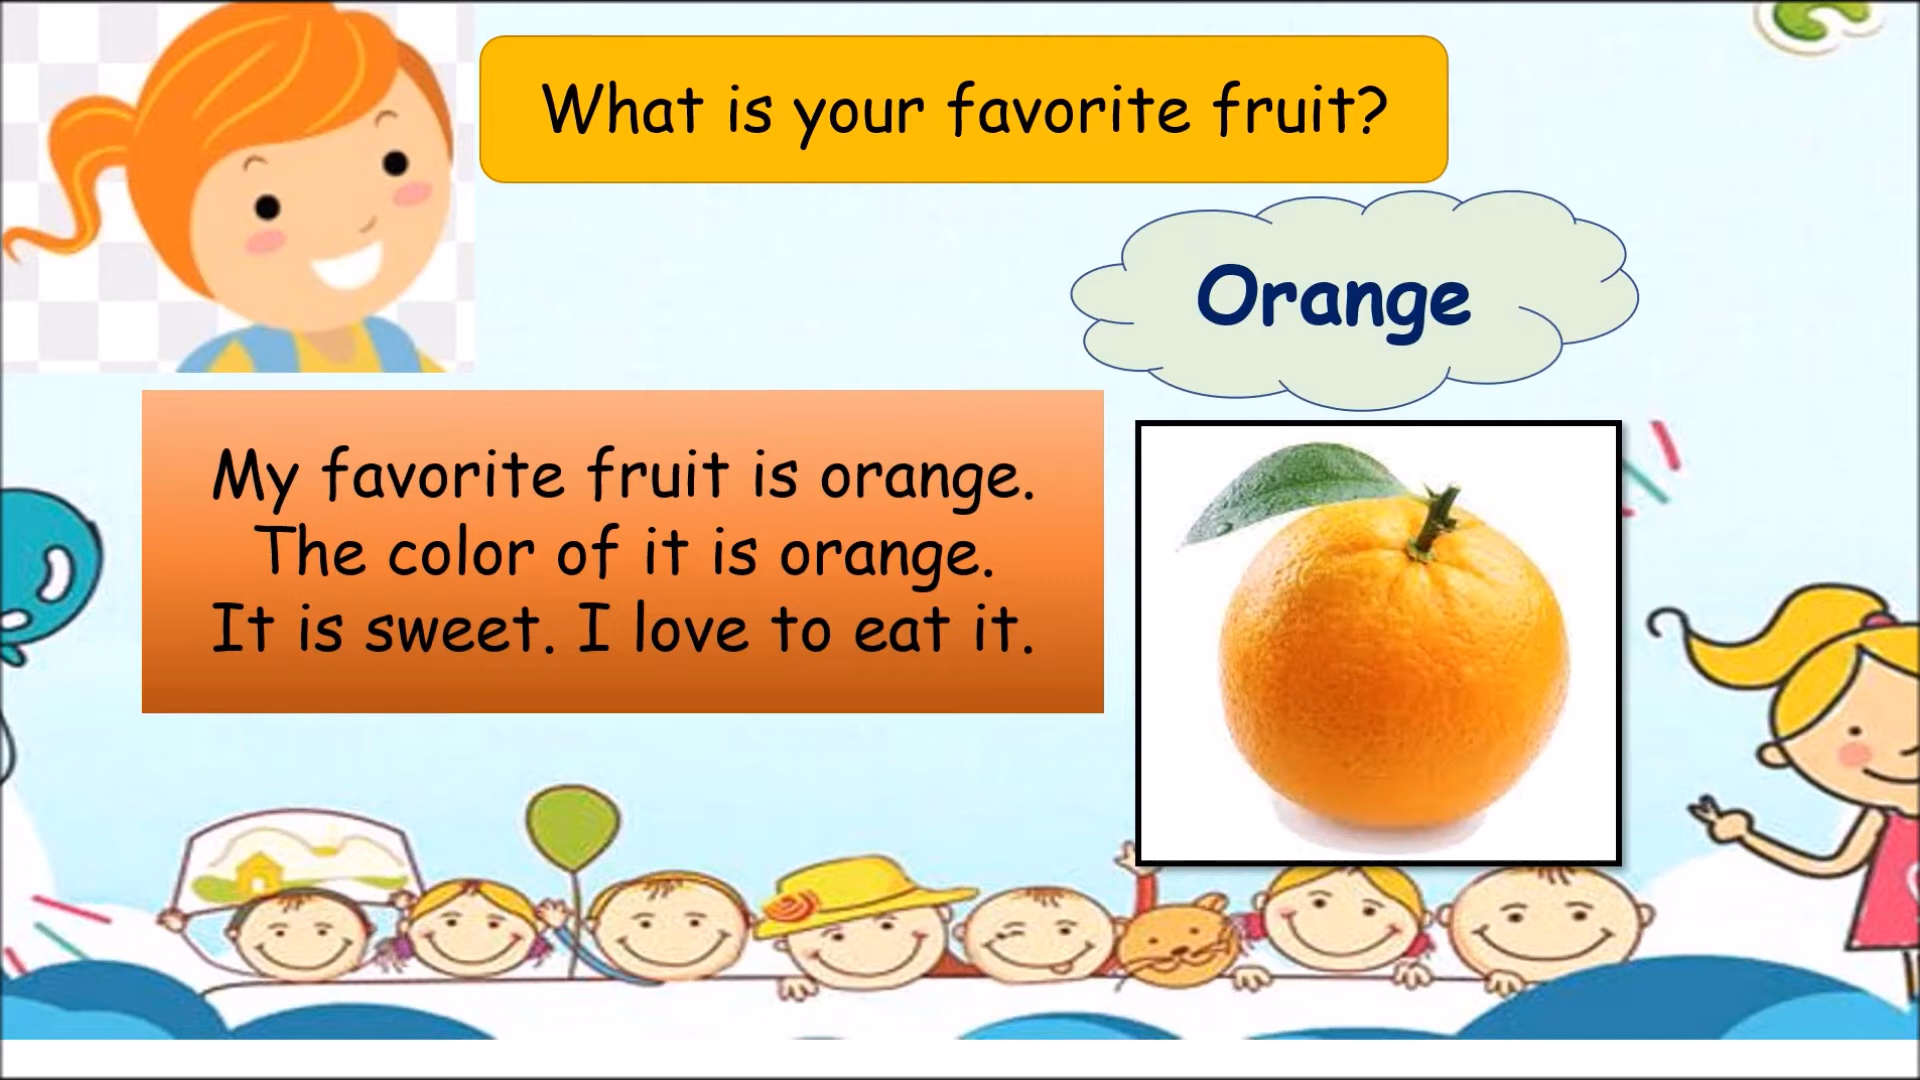 What is your favorite fruit?
Orange
My favorite fruit is orange.
The color of it is orange.
It is sweet. I love to eat it.